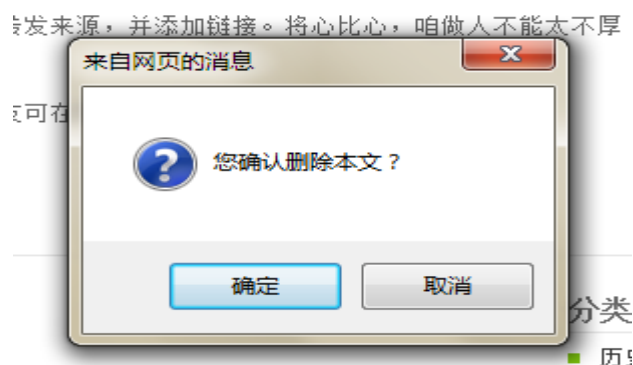 发来源，并添加链接。将心比心，咱做人不能太不厚
来自网页的消息
可在
您确认删除本文？
确定
取消
分类
历